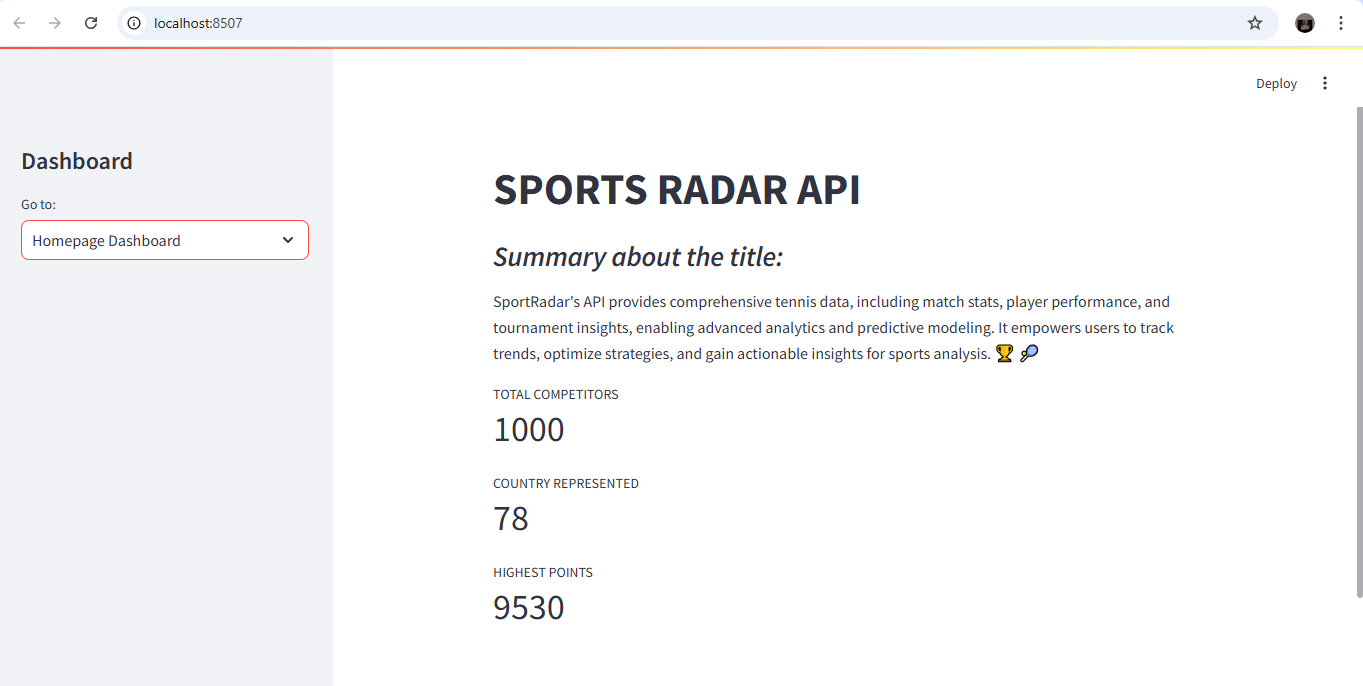 localhost:8507
Deploy
Dashboard
Go to:
Homepage Dashboard
SPORTS RADAR API
Summary about the title:
SportRadar's API provides comprehensive tennis data, including match stats, player performance, and
tournament insights, enabling advanced analytics and predictive modeling. It empowers users to track
trends, optimize strategies, and gain actionable insights for sports analysis. 🏆 🎾
TOTAL COMPETITORS
1000
COUNTRY REPRESENTED
78
HIGHEST POINTS
9530